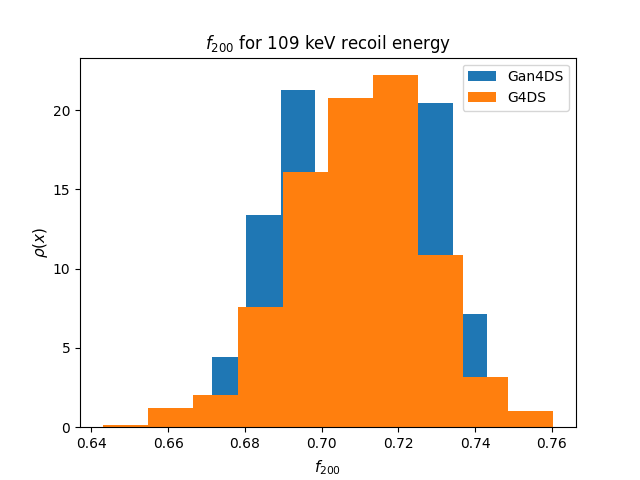 f₂₀₀ for 109 keV recoil energy
Gan4DS
G4DS
ρ(x)
20
15
10
5
0
0.64 0.66 0.68 0.70 0.72 0.74 0.76
f₂₀₀